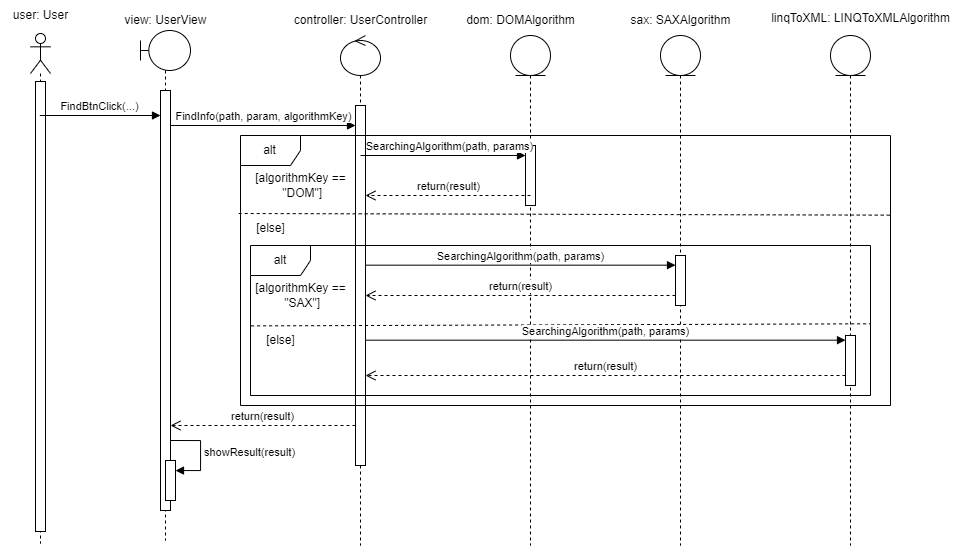 user: User
view: UserView
controller: UserController
dom: DOMAlgorithm
sax: SAXAlgorithm
linqToXML: LINQToXMLAlgorithm
FindBtnClick(...)
FindInfo(path, param, algorithmKey)
alt
SearchingAlgorithm(path, params)
[algorithmKey ==
"DOM"]
return(result)
[else]
alt
SearchingAlgorithm(path, params)
[algorithmKey ==
"SAX"]
return(result)
SearchingAlgorithm(path, params)
[else]
return(result)
return(result)
showResult(result)